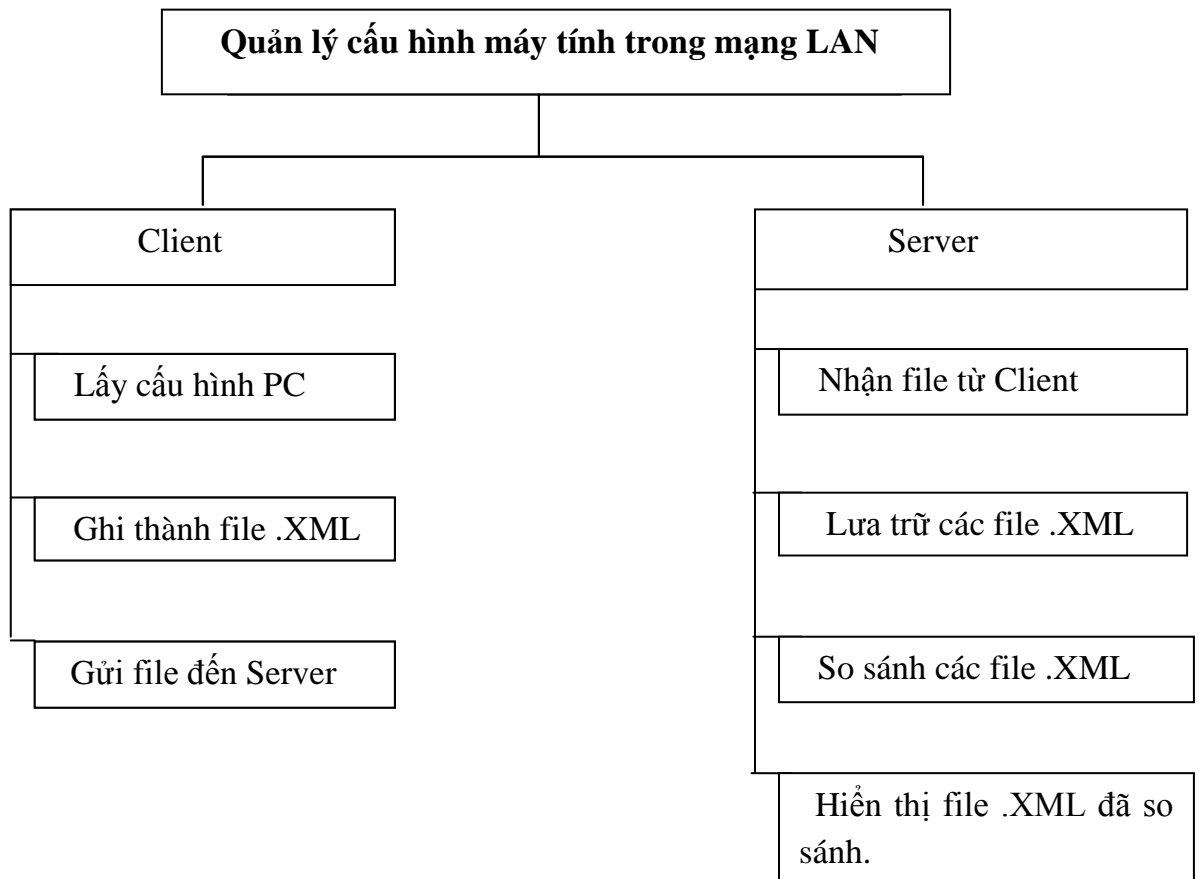 Quản lý cấu hình máy tính trong mạng LAN
Client
Lấy cấu hình PC
Ghi thành file .XML
Gửi file đến Server
Server
Nhận file từ Client
Lưa trữ các file .XML
So sánh các file .XML
Hiển thị file .XML đã so
sánh.